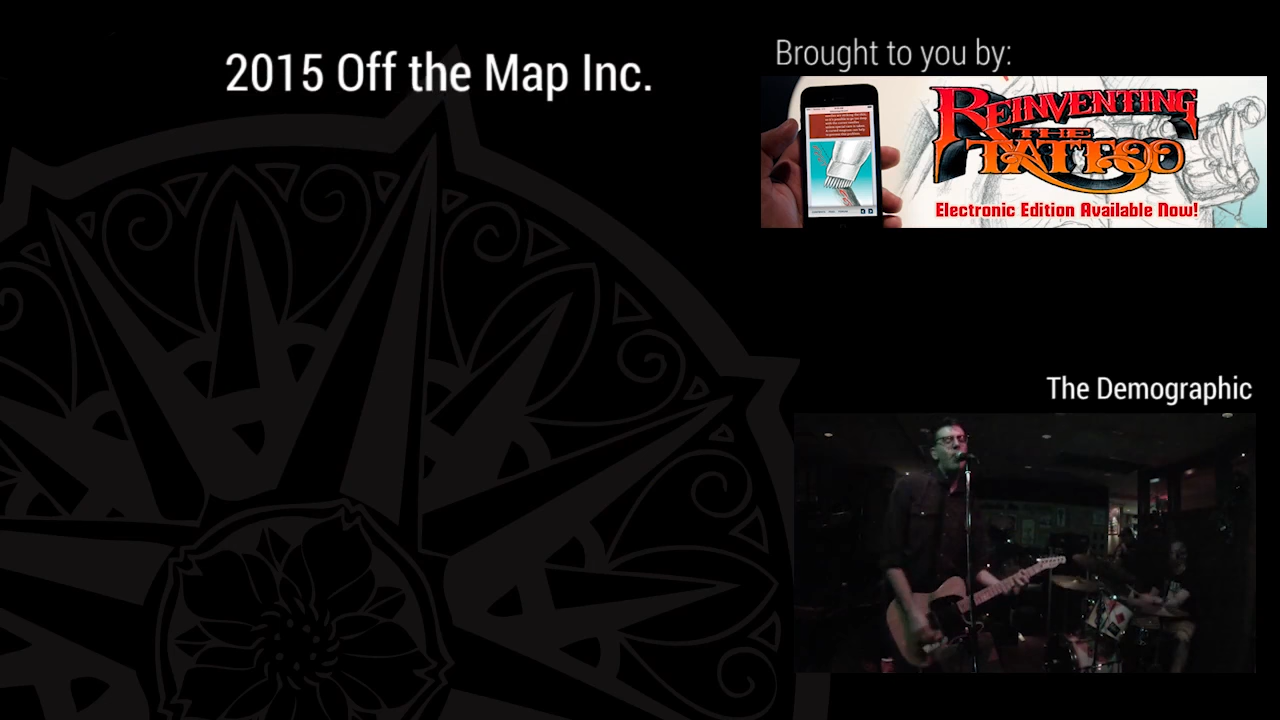 2015 Off the Map Inc.
Brought to you by:
REINVENTING
THE
TATTOO
Electronic Edition Available Now!
The Demographic